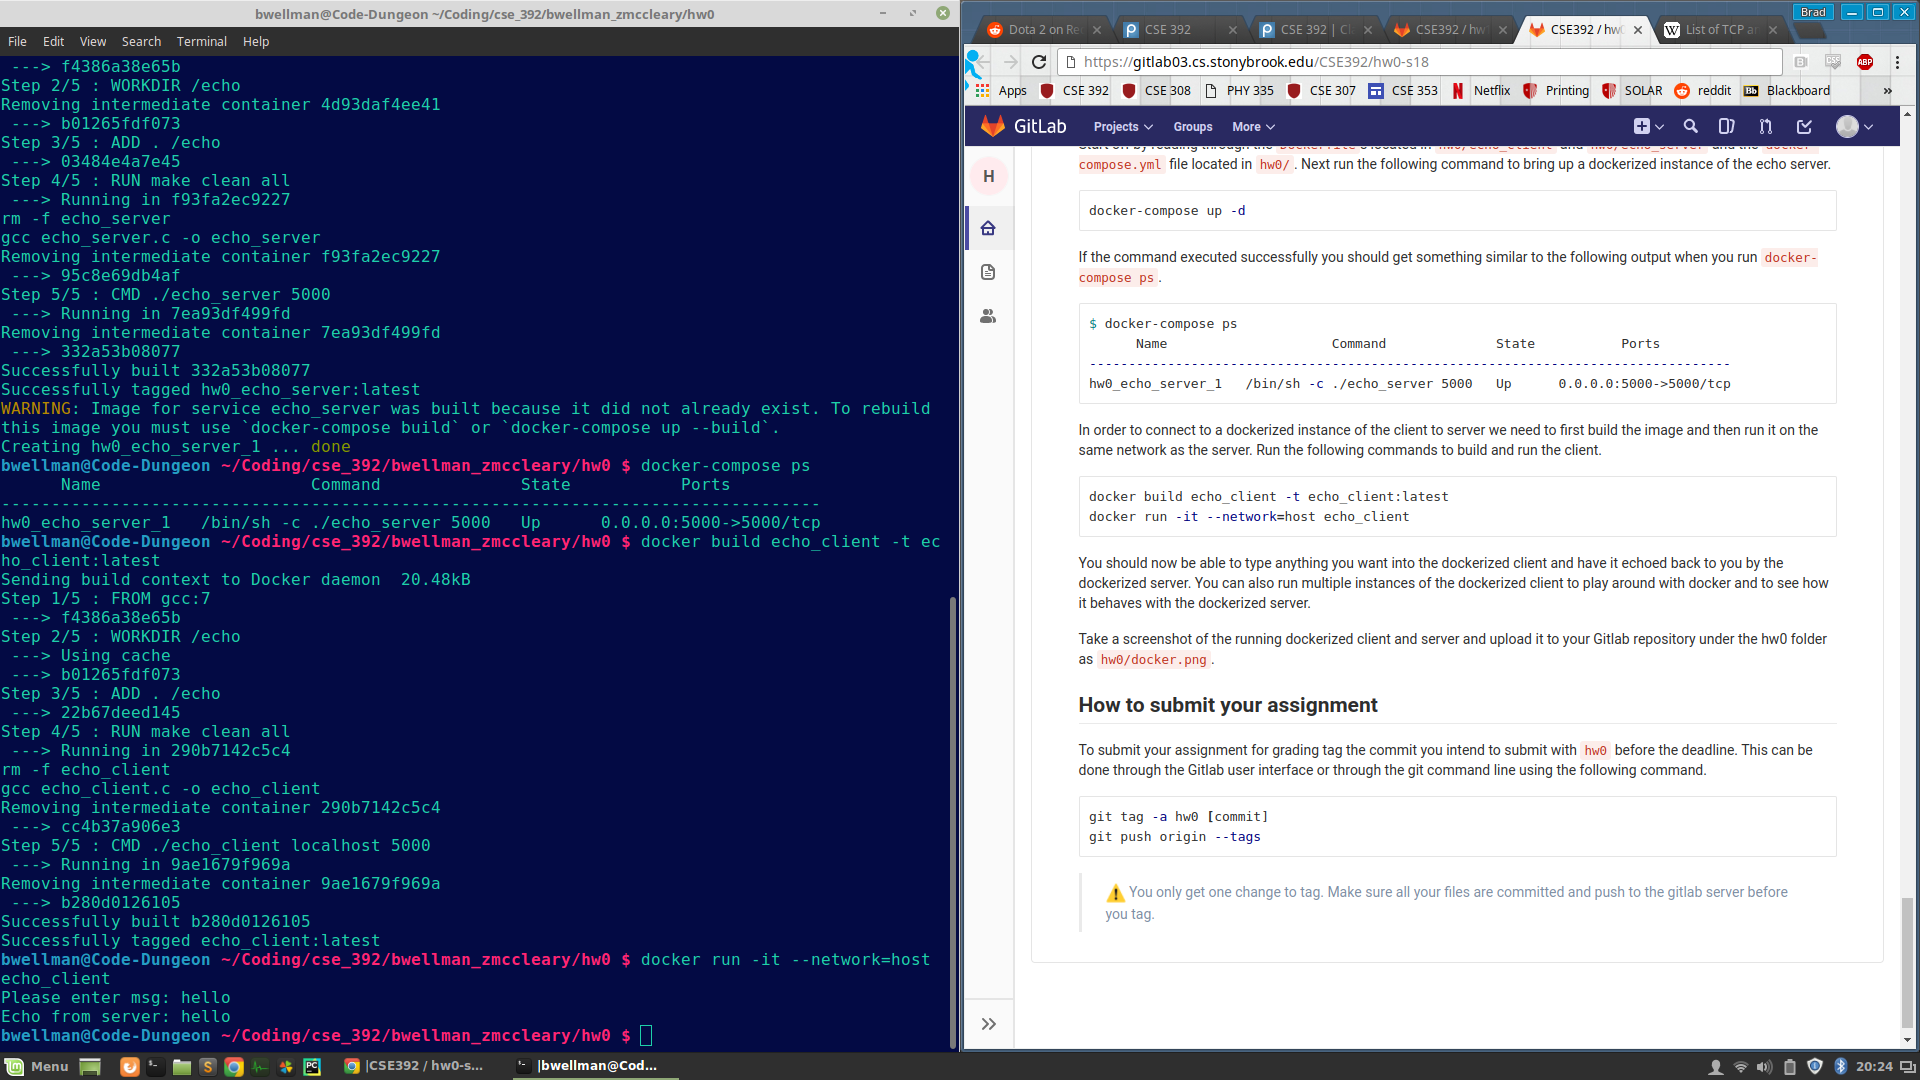 bwellman@Code-Dungeon ~/Coding/cse_392/bwellman_zmccleary/hw0
File Edit View Search Terminal Help
---> f4386a38e65b
Step 2/5 : WORKDIR /echo
Removing intermediate container 4d93daf4ee41
---> b01265fdf073
Step 3/5 : ADD . /echo
---> 03484e4a7e45
Step 4/5 : RUN make clean all
---> Running in f93fa2ec9227
rm -f echo_server
gcc echo_server.c -o echo_server
Removing intermediate container f93fa2ec9227
---> 95c8e69db4af
Step 5/5 : CMD ./echo_server 5000
---> Running in 7ea93df499fd
Removing intermediate container 7ea93df499fd
---> 332a53b08077
Successfully built 332a53b08077
Successfully tagged hw0_echo_server:latest
WARNING: Image for service echo_server was built because it did not already exist. To rebuild
this image you must use `docker-compose build` or `docker-compose up --build`.
Creating hw0_echo_server_1 ... done
bwellman@Code-Dungeon ~/Coding/cse_392/bwellman_zmccleary/hw0 $ docker-compose ps
Name Command State Ports
----------------------------------------------------------------------------------
hw0_echo_server_1 /bin/sh -c ./echo_server 5000 Up 0.0.0.0:5000->5000/tcp
bwellman@Code-Dungeon ~/Coding/cse_392/bwellman_zmccleary/hw0 $ docker build echo_client -t ec
ho_client:latest
Sending build context to Docker daemon 20.48kB
Step 1/5 : FROM gcc:7
---> f4386a38e65b
Step 2/5 : WORKDIR /echo
---> Using cache
---> b01265fdf073
Step 3/5 : ADD . /echo
---> 22b67deed145
Step 4/5 : RUN make clean all
---> Running in 290b7142c5c4
rm -f echo_client
gcc echo_client.c -o echo_client
Removing intermediate container 290b7142c5c4
---> cc4b37a906e3
Step 5/5 : CMD ./echo_client localhost 5000
---> Running in 9ae1679f969a
Removing intermediate container 9ae1679f969a
---> b280d0126105
Successfully built b280d0126105
Successfully tagged echo_client:latest
bwellman@Code-Dungeon ~/Coding/cse_392/bwellman_zmccleary/hw0 $ docker run -it --network=host
echo_client
Please enter msg: hello
Echo from server: hello
bwellman@Code-Dungeon ~/Coding/cse_392/bwellman_zmccleary/hw0 $
Brad
Dota 2 on Re CSE 392 CSE 392 | Cl CSE392 / hw CSE392 / hw0 List of TCP a
https://gitlab03.cs.stonybrook.edu/CSE392/hw0-s18
ABP
Apps CSE 392 CSE 308 PHY 335 CSE 307 CSE 353 Netflix Printing SOLAR reddit Bb Blackboard »
GitLab Projects Groups More
H
Start off by reading through the Dockerfile's located in hw0/echo_client and hw0/echo_server and the docker-
compose.yml file located in hw0/. Next run the following command to bring up a dockerized instance of the echo server.
docker-compose up -d
If the command executed successfully you should get something similar to the following output when you run docker-
compose ps.
$ docker-compose ps
Name Command State Ports
----------------------------------------------------------------------------------
hw0_echo_server_1 /bin/sh -c ./echo_server 5000 Up 0.0.0.0:5000->5000/tcp
In order to connect to a dockerized instance of the client to server we need to first build the image and then run it on the
same network as the server. Run the following commands to build and run the client.
docker build echo_client -t echo_client:latest
docker run -it --network=host echo_client
You should now be able to type anything you want into the dockerized client and have it echoed back to you by the
dockerized server. You can also run multiple instances of the dockerized client to play around with docker and to see how
it behaves with the dockerized server.
Take a screenshot of the running dockerized client and server and upload it to your Gitlab repository under the hw0 folder
as hw0/docker.png.
How to submit your assignment
To submit your assignment for grading tag the commit you intend to submit with hw0 before the deadline. This can be
done through the Gitlab user interface or through the git command line using the following command.
git tag -a hw0 [commit]
git push origin --tags
You only get one change to tag. Make sure all your files are committed and push to the gitlab server before
you tag.
Menu |CSE392 / hw0-s... |bwellman@Cod... 20:24